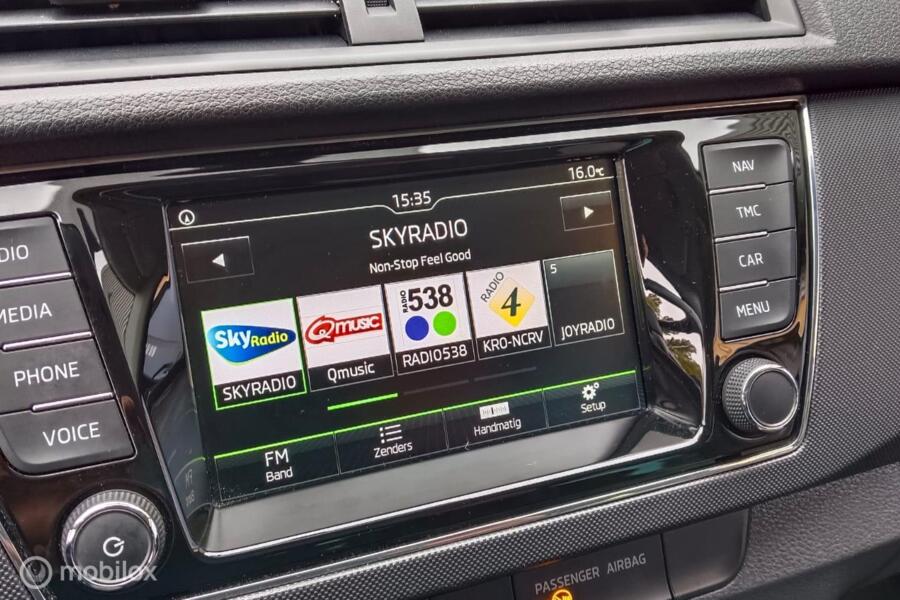 15:35
16.0°C
SKYRADIO
Non-Stop Feel Good
Sky Radio
SKYRADIO
Qmusic
Qmusic
RADIO 538
RADIO538
RADIO 4
KRO-NCRV
5
JOYRADIO
FM
Band
Zenders
Handmatig
Setup
DIO
MEDIA
PHONE
VOICE
NAV
TMC
CAR
MENU
PASSENGER AIRBAG
mobilox